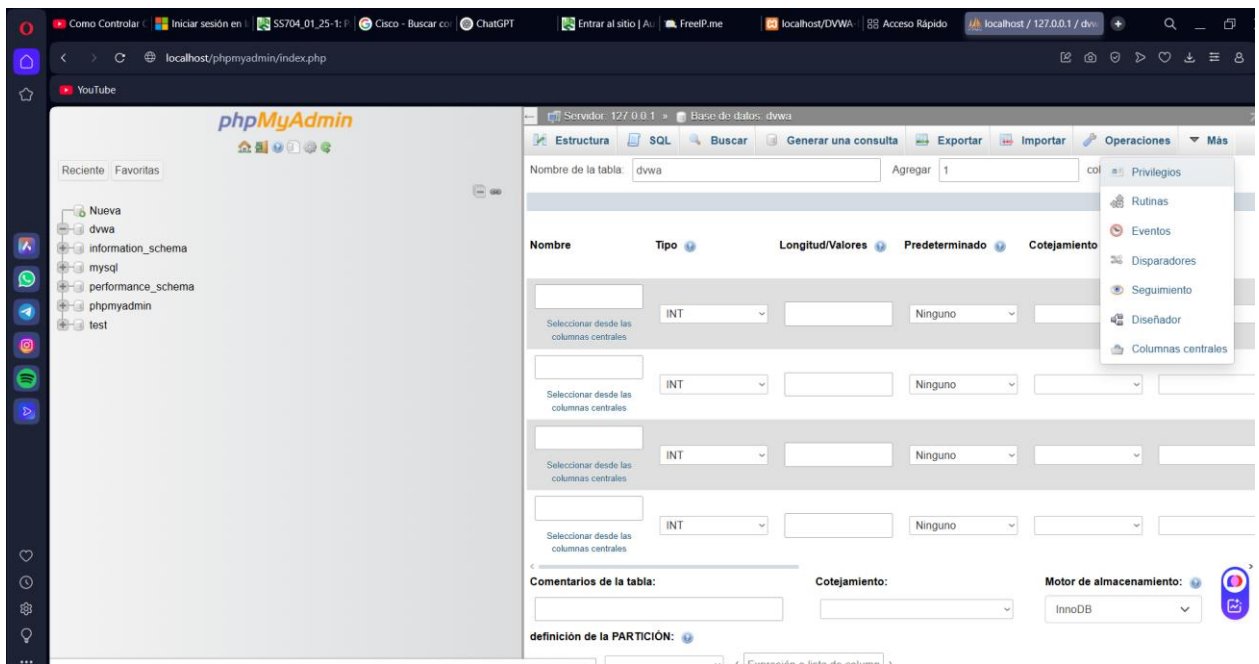 Como Controlar C
Iniciar sesión en l
SS704_01_25-1: P
Cisco - Buscar co
ChatGPT
Entrar al sitio | Au
FreeIP.me
localhost/DVWA-
Acceso Rápido
localhost / 127.0.0.1 / dvw
localhost/phpmyadmin/index.php
YouTube
phpMyAdmin
Reciente Favoritas
Nueva
dvwa
information_schema
mysql
performance_schema
phpmyadmin
test
Servidor: 127.0.0.1 » Base de datos: dvwa
Estructura SQL Buscar Generar una consulta Exportar Importar Operaciones Más
Nombre de la tabla: dvwa Agregar 1 col
Privilegios
Rutinas
Eventos
Disparadores
Seguimiento
Diseñador
Columnas centrales
Nombre Tipo Longitud/Valores Predeterminado Cotejamiento
INT Ninguno
Seleccionar desde las
columnas centrales
INT Ninguno
Seleccionar desde las
columnas centrales
INT Ninguno
Seleccionar desde las
columnas centrales
INT Ninguno
Seleccionar desde las
columnas centrales
Comentarios de la tabla: Cotejamiento: Motor de almacenamiento:
InnoDB
definición de la PARTICIÓN: